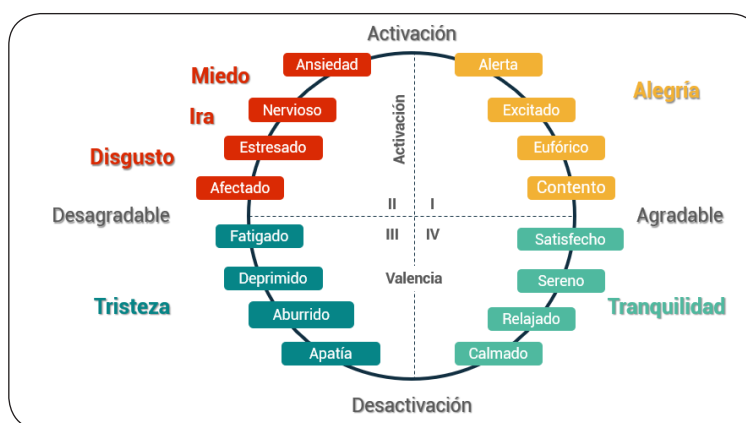 Activación
Ansiedad
Alerta
Miedo
Alegría
Nervioso
Excitado
Ira
Activación
Estresado
Eufórico
Disgusto
Afectado
Contento
II
I
Desagradable
Agradable
Fatigado
III
IV
Satisfecho
Deprimido
Valencia
Sereno
Tristeza
Aburrido
Relajado
Tranquilidad
Apatía
Calmado
Desactivación